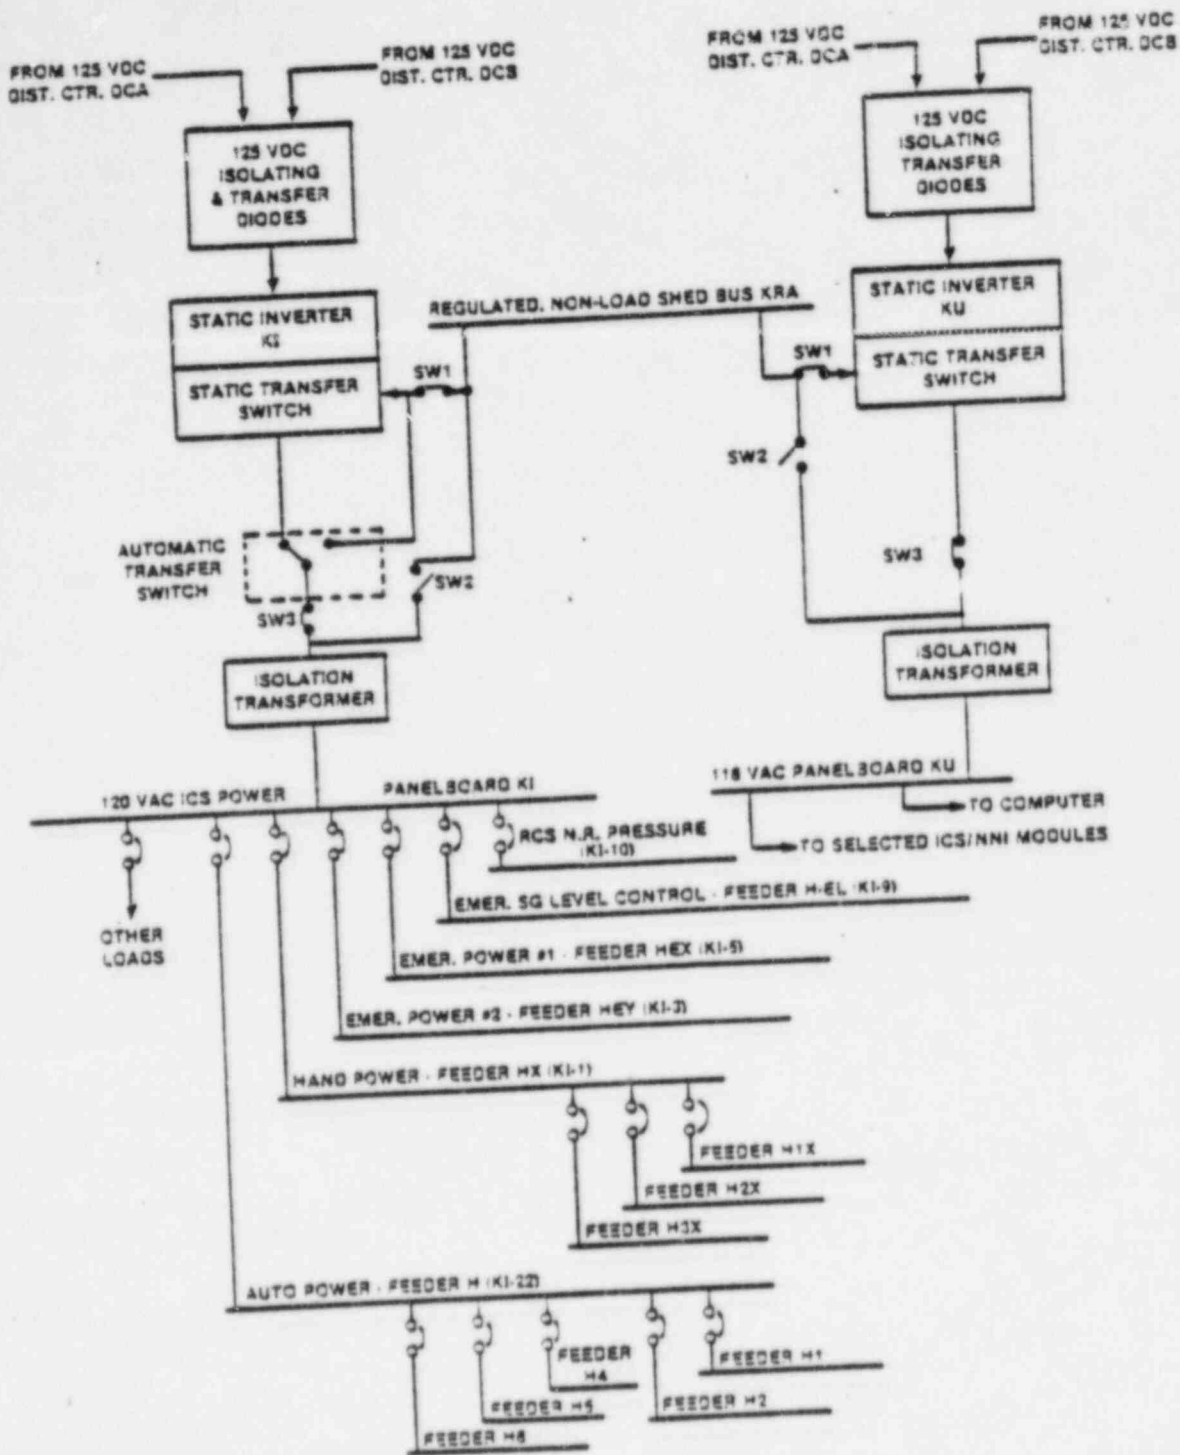 FROM 125 VDC
DIST. CTR. DCA
FROM 125 VDC
DIST. CTR. DCB
FROM 125 VDC
DIST. CTR. DCA
FROM 125 VDC
DIST. CTR. DCB
125 VDC
ISOLATING
& TRANSFER
DIODES
125 VDC
ISOLATING
TRANSFER
DIODES
STATIC INVERTER
KI
STATIC TRANSFER
SWITCH
REGULATED, NON-LOAD SHED BUS KRA
STATIC INVERTER
KU
STATIC TRANSFER
SWITCH
SW1
SW1
SW2
AUTOMATIC
TRANSFER
SWITCH
SW2
SW3
SW3
ISOLATION
TRANSFORMER
ISOLATION
TRANSFORMER
120 VAC ICS POWER
PANELBOARD KI
118 VAC PANELBOARD KU
TO COMPUTER
TO SELECTED ICS/NNI MODULES
RCS N.R. PRESSURE
(KI-10)
EMER. SG LEVEL CONTROL - FEEDER H-EL (KI-9)
OTHER
LOADS
EMER. POWER #1 - FEEDER HEX (KI-5)
EMER. POWER #2 - FEEDER HEY (KI-3)
HAND POWER - FEEDER HX (KI-1)
FEEDER H1X
FEEDER H2X
FEEDER H3X
AUTO POWER - FEEDER H (KI-22)
FEEDER
H4
FEEDER H1
FEEDER H5
FEEDER H2
FEEDER H6